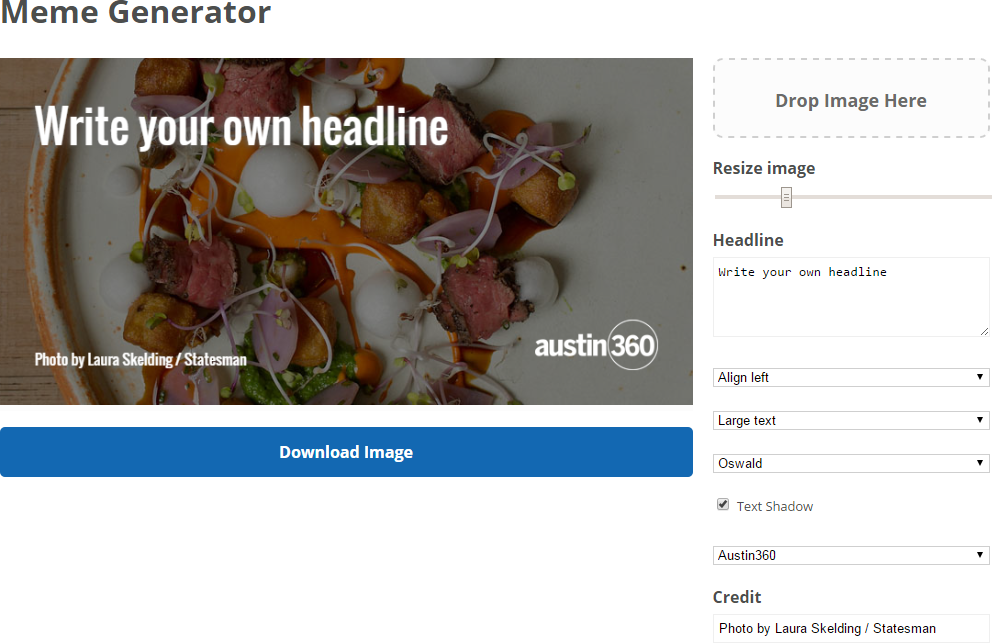 Meme Generator
Write your own headline
Photo by Laura Skelding / Statesman
austin360
Download Image
Drop Image Here
Resize image
Headline
Write your own headline
Align left
Large text
Oswald
Text Shadow
Austin360
Credit
Photo by Laura Skelding / Statesman